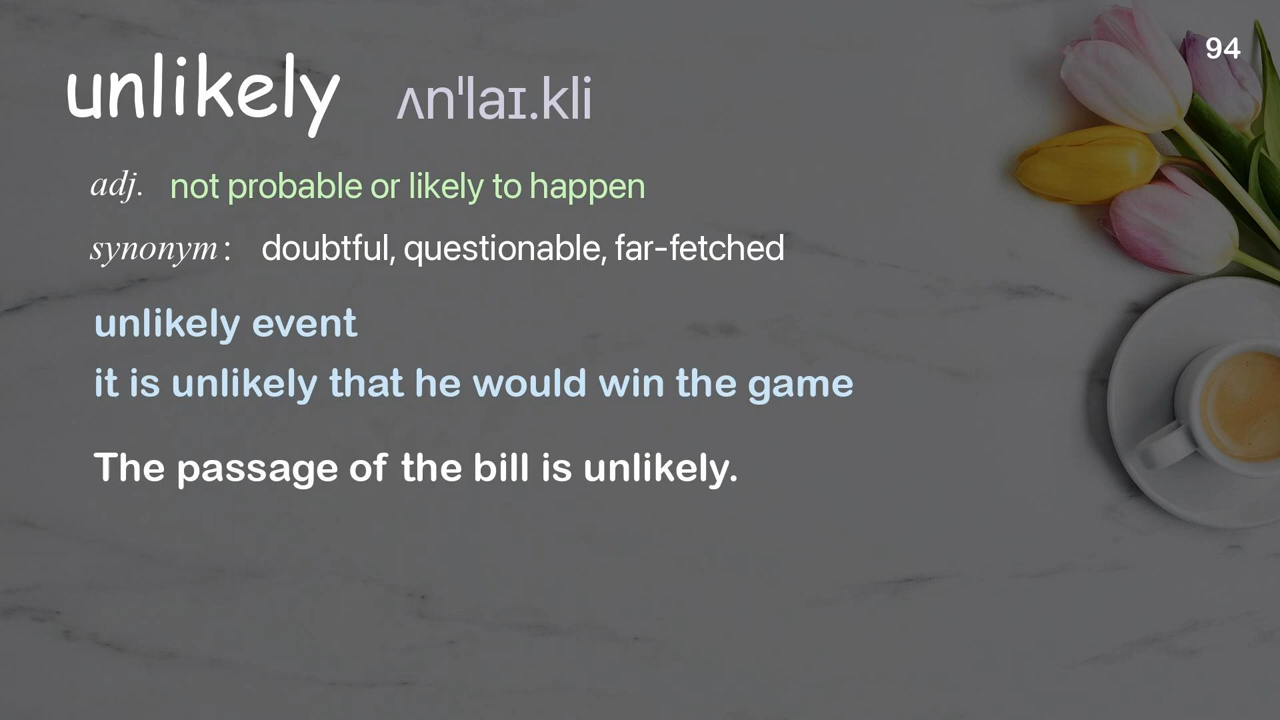 94
unlikely ʌnˈlaɪ.kli
adj. not probable or likely to happen
synonym: doubtful, questionable, far-fetched
unlikely event
it is unlikely that he would win the game
The passage of the bill is unlikely.